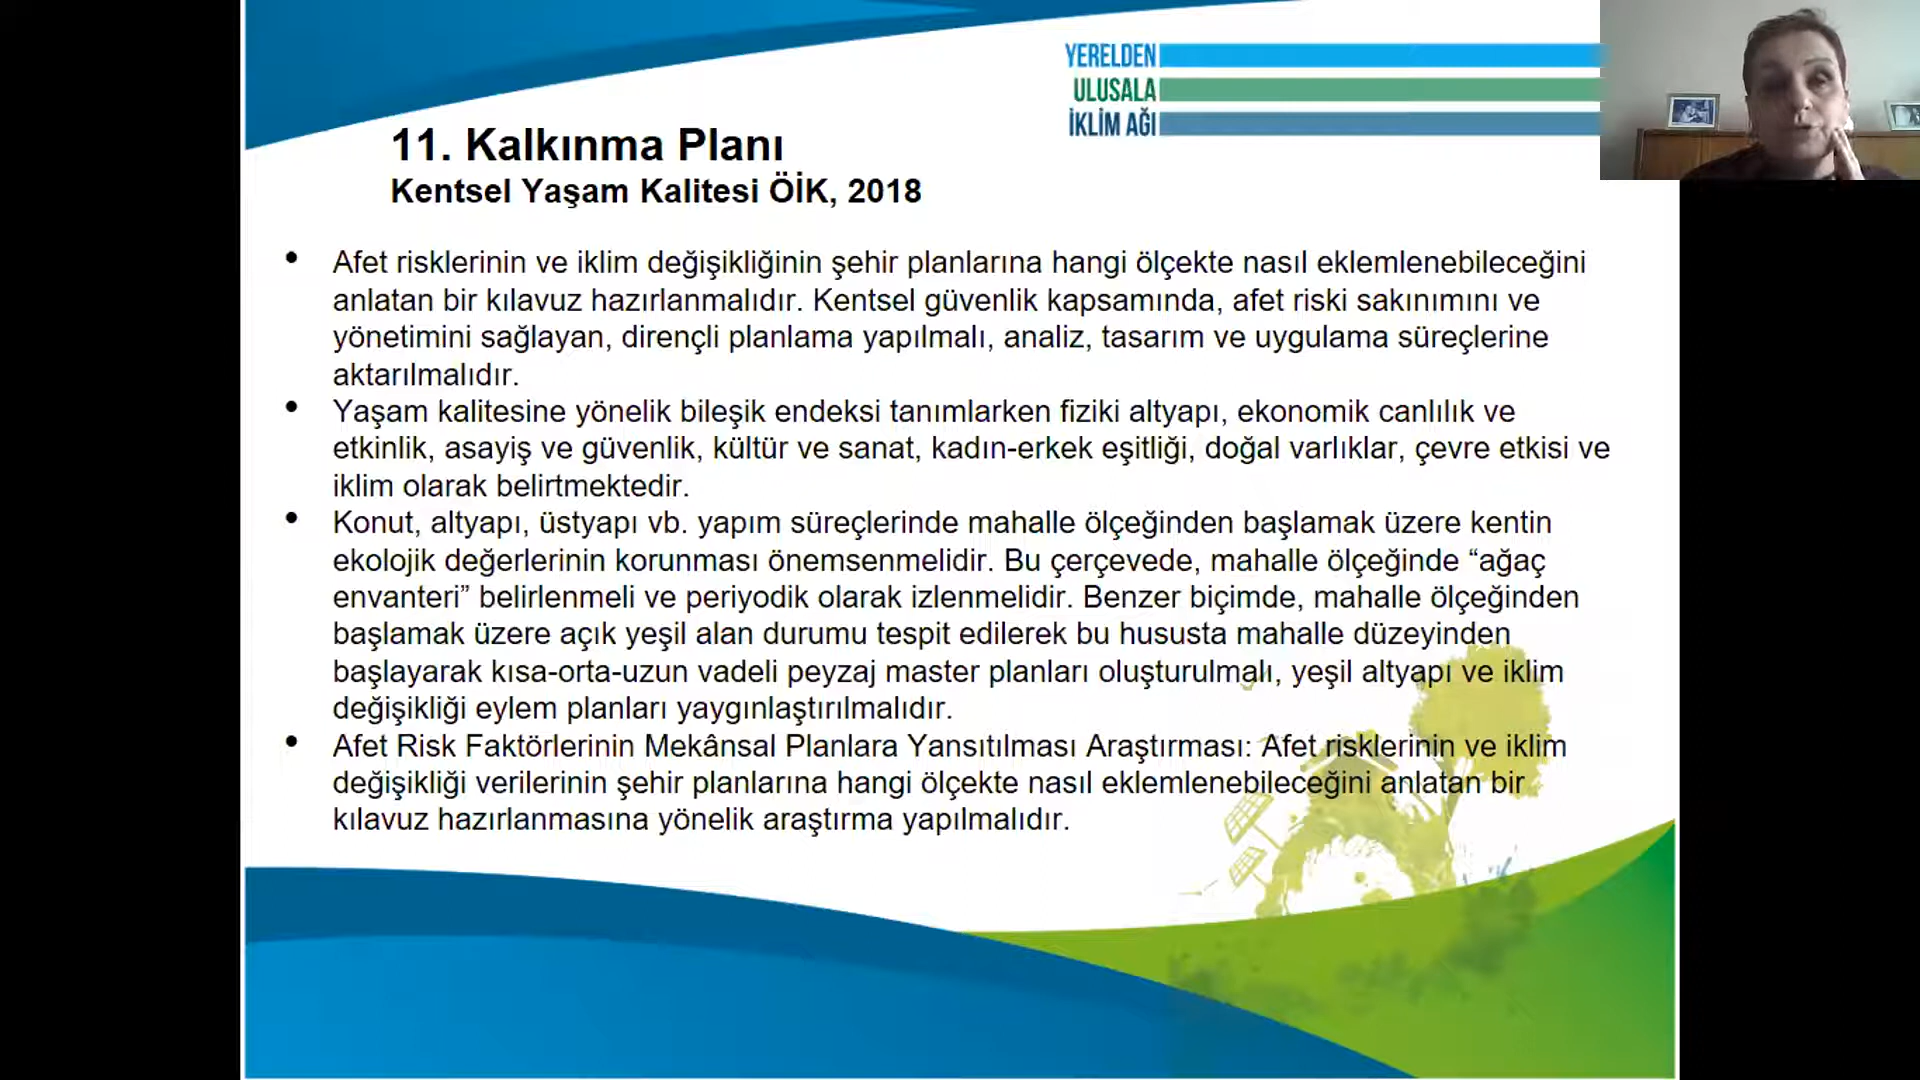 YERELDEN
ULUSALA
İKLİM AĞI
11. Kalkınma Planı
Kentsel Yaşam Kalitesi ÖİK, 2018
• Afet risklerinin ve iklim değişikliğinin şehir planlarına hangi ölçekte nasıl eklemlenebileceğini
anlatan bir kılavuz hazırlanmalıdır. Kentsel güvenlik kapsamında, afet riski sakınımını ve
yönetimini sağlayan, dirençli planlama yapılmalı, analiz, tasarım ve uygulama süreçlerine
aktarılmalıdır.
• Yaşam kalitesine yönelik bileşik endeksi tanımlarken fiziki altyapı, ekonomik canlılık ve
etkinlik, asayiş ve güvenlik, kültür ve sanat, kadın-erkek eşitliği, doğal varlıklar, çevre etkisi ve
iklim olarak belirtmektedir.
• Konut, altyapı, üstyapı vb. yapım süreçlerinde mahalle ölçeğinden başlamak üzere kentin
ekolojik değerlerinin korunması önemsenmelidir. Bu çerçevede, mahalle ölçeğinde “ağaç
envanteri” belirlenmeli ve periyodik olarak izlenmelidir. Benzer biçimde, mahalle ölçeğinden
başlamak üzere açık yeşil alan durumu tespit edilerek bu hususta mahalle düzeyinden
başlayarak kısa-orta-uzun vadeli peyzaj master planları oluşturulmalı, yeşil altyapı ve iklim
değişikliği eylem planları yaygınlaştırılmalıdır.
• Afet Risk Faktörlerinin Mekânsal Planlara Yansıtılması Araştırması: Afet risklerinin ve iklim
değişikliği verilerinin şehir planlarına hangi ölçekte nasıl eklemlenebileceğini anlatan bir
kılavuz hazırlanmasına yönelik araştırma yapılmalıdır.